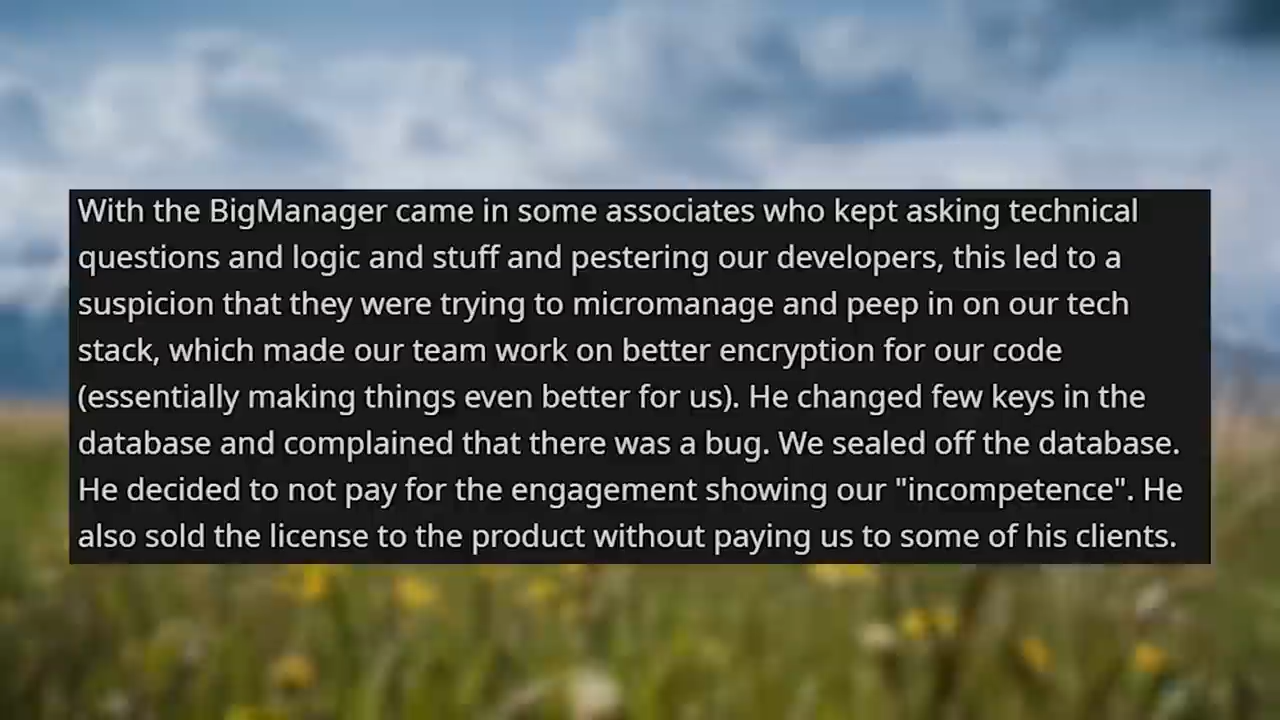 With the BigManager came in some associates who kept asking technical
questions and logic and stuff and pestering our developers, this led to a
suspicion that they were trying to micromanage and peep in on our tech
stack, which made our team work on better encryption for our code
(essentially making things even better for us). He changed few keys in the
database and complained that there was a bug. We sealed off the database.
He decided to not pay for the engagement showing our "incompetence". He
also sold the license to the product without paying us to some of his clients.